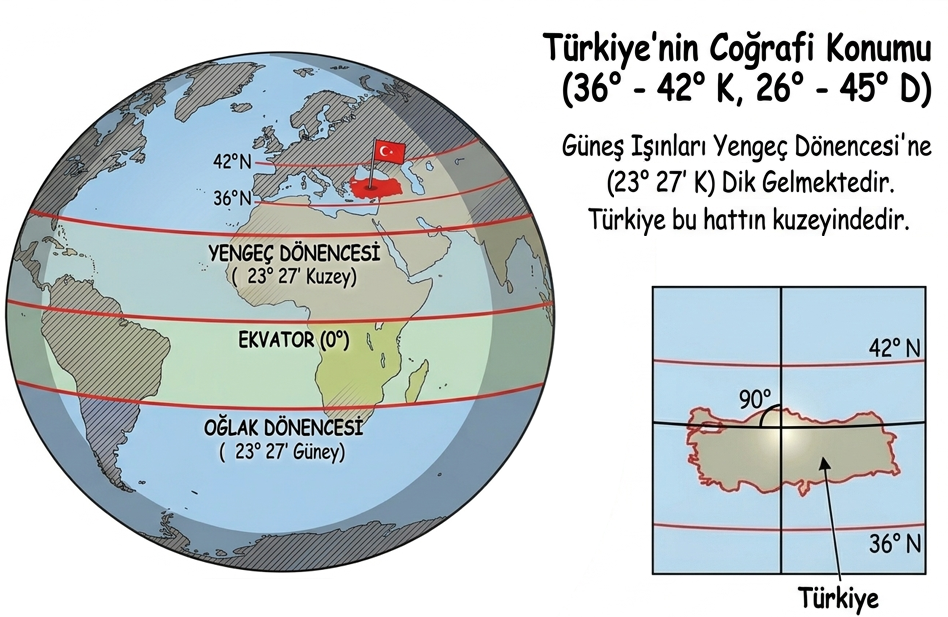 Türkiye'nin Coğrafi Konumu
(36° - 42° K, 26° - 45° D)
Güneş Işınları Yengeç Dönencesi'ne
(23° 27' K) Dik Gelmektedir.
Türkiye bu hattın kuzeyindedir.
42°N
36°N
YENGEÇ DÖNENCESİ
( 23° 27' Kuzey)
EKVATOR (0°)
OĞLAK DÖNENCESİ
( 23° 27' Güney)
42° N
90°
36° N
Türkiye